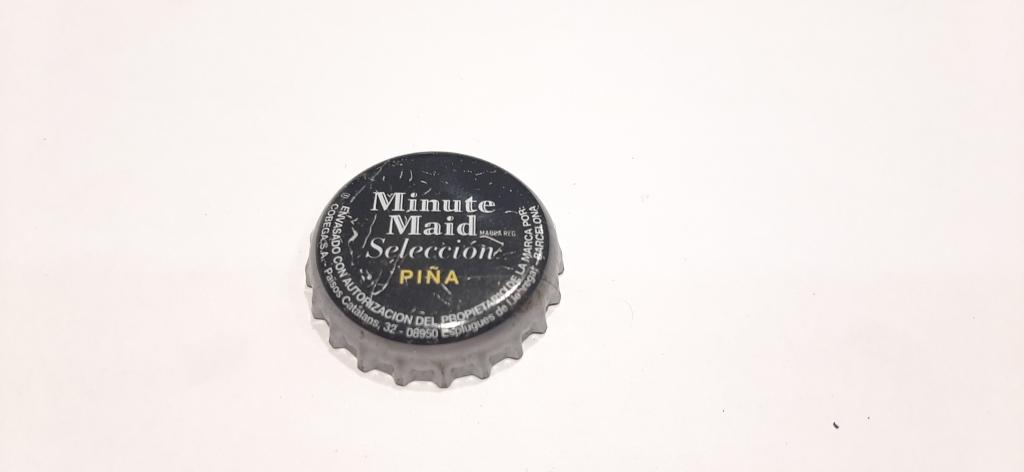 Minute
Maid
MARCA REG.
Selección
PIÑA
ENVASADO CON AUTORIZACION DEL PROPIETARIO DE LA MARCA POR:
COBEGA, S.A. - Països Catalans, 32 - 08950 Esplugues de Llobregat - BARCELONA